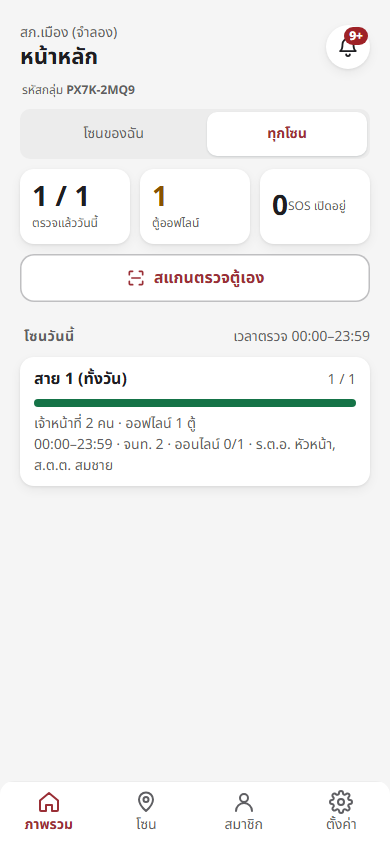 สภ.เมือง (จำลอง)
หน้าหลัก
9+
รหัสกลุ่ม PX7K-2MQ9
โซนของฉัน
ทุกโซน
1 / 1
ตรวจแล้ววันนี้
1
ตู้ออฟไลน์
0 SOS เปิดอยู่
สแกนตรวจตู้เอง
โซนวันนี้
เวลาตรวจ 00:00–23:59
สาย 1 (ทั้งวัน)
1 / 1
เจ้าหน้าที่ 2 คน · ออฟไลน์ 1 ตู้
00:00–23:59 · จนท. 2 · ออนไลน์ 0/1 · ร.ต.อ. หัวหน้า,
ส.ต.ต. สมชาย
ภาพรวม
โซน
สมาชิก
ตั้งค่า